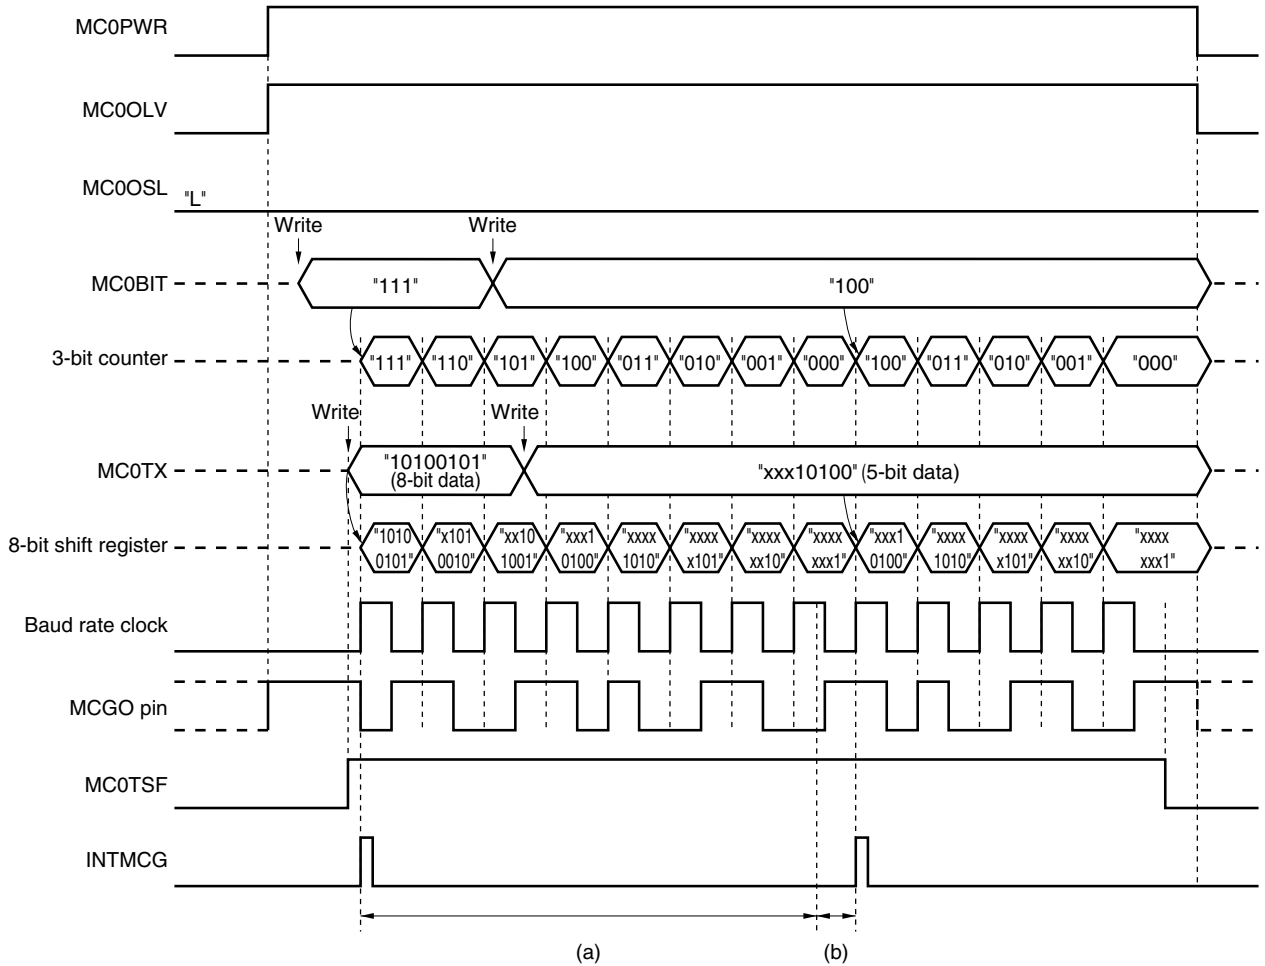 MC0PWR
MC0OLV
MC0OSL "L"
Write Write
MC0BIT "111" "100"
3-bit counter "111" "110" "101" "100" "011" "010" "001" "000" "100" "011" "010" "001" "000"
Write Write
MC0TX "10100101" "xxx10100" (5-bit data)
(8-bit data)
8-bit shift register "1010 "x101 "xx10 "xxx1 "xxxx "xxxx "xxxx "xxxx "xxx1 "xxxx "xxxx "xxxx "xxxx
0101" 0010" 1001" 0100" 1010" x101" xx10" xxx1" 0100" 1010" x101" xx10" xxx1"
Baud rate clock
MCGO pin
MC0TSF
INTMCG
(a) (b)